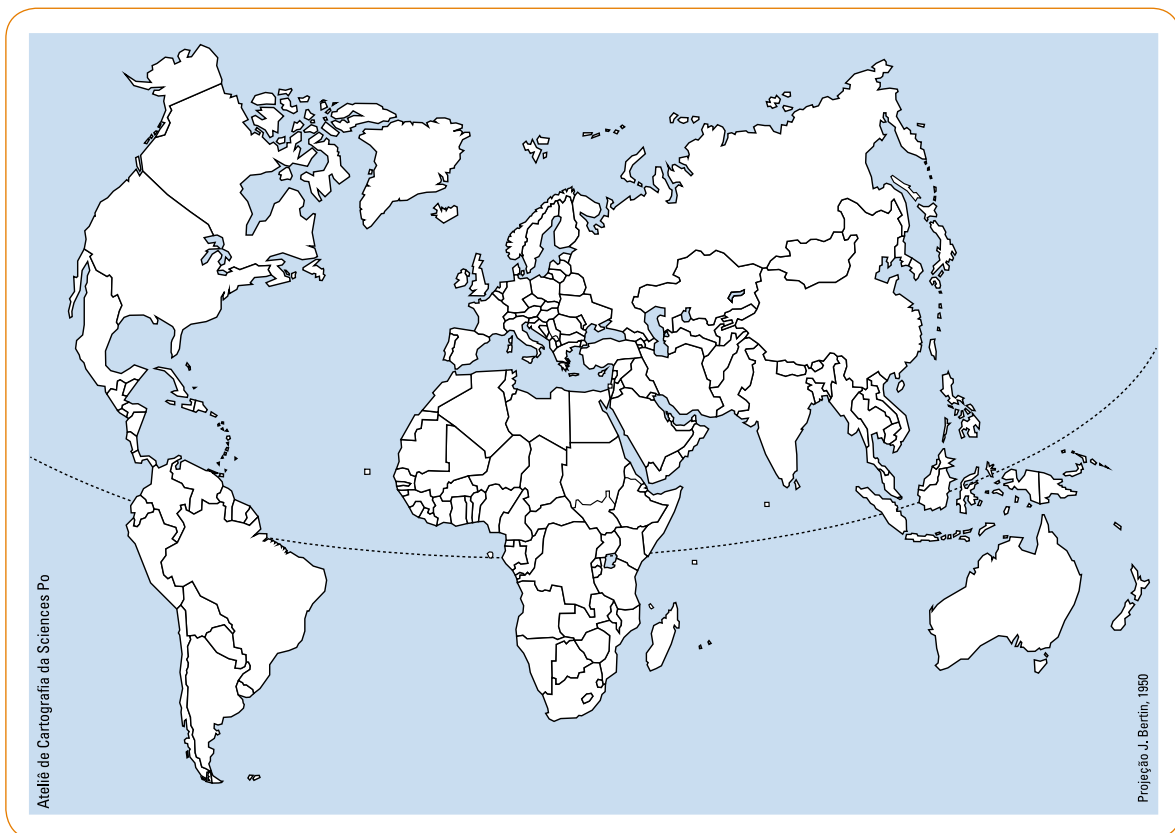 Ateliê de Cartografia da Sciences Po
Projeção J. Bertin, 1950